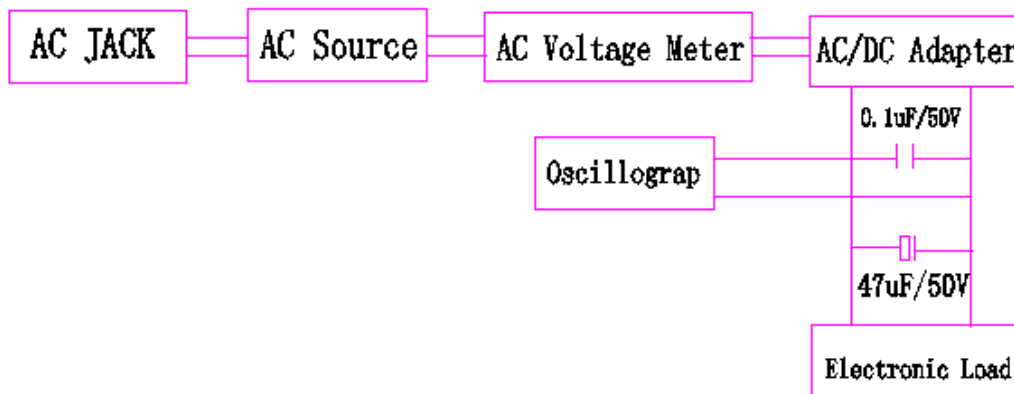 AC JACK
AC Source
AC Voltage Meter
AC/DC Adapter
0.1uF/50V
Oscillograp
47uF/50V
Electronic Load